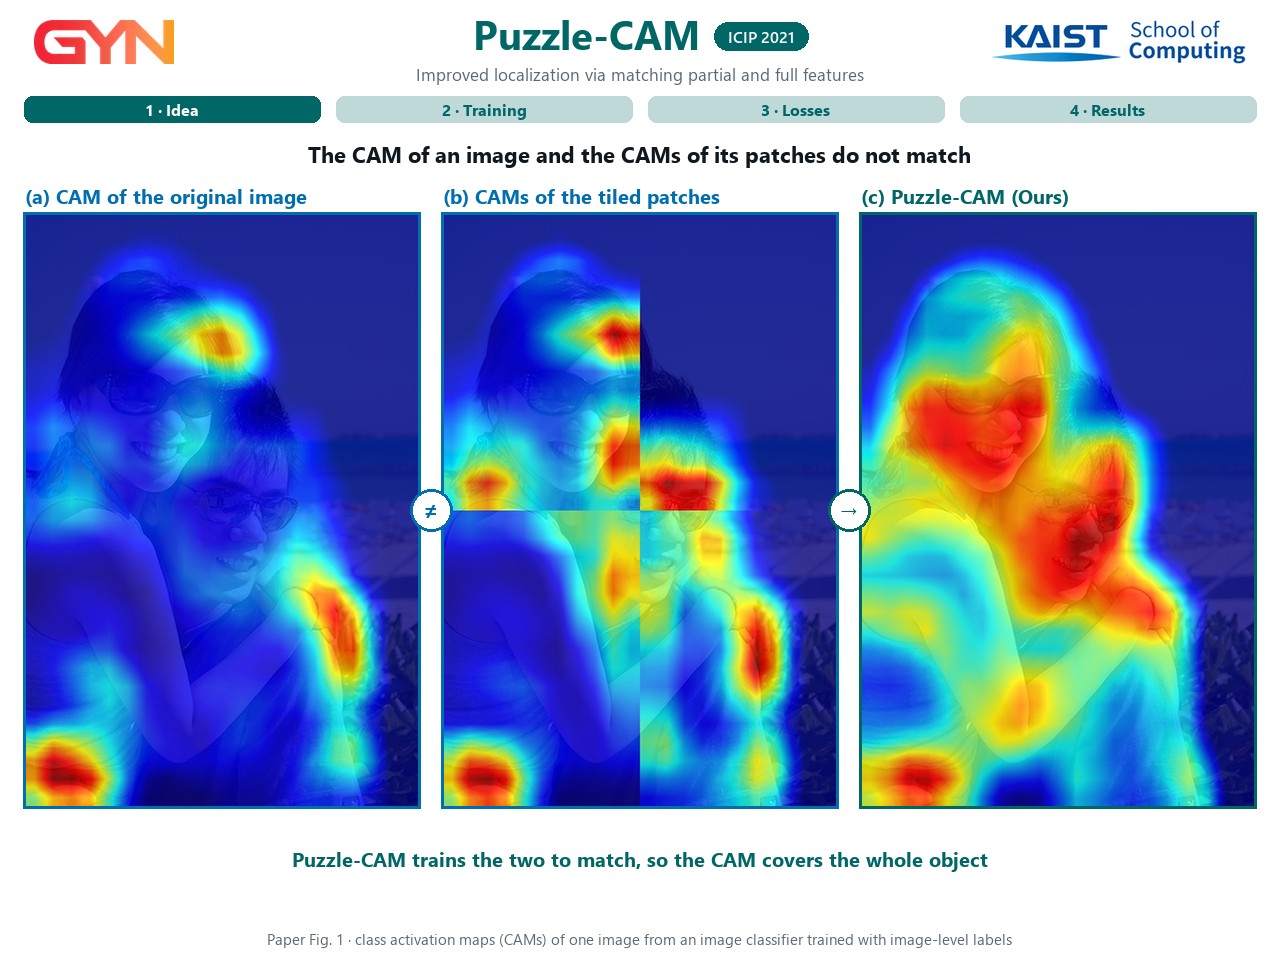 GYN
Puzzle-CAM
ICIP 2021
KAIST
School of
Computing
Improved localization via matching partial and full features
1 · Idea
2 · Training
3 · Losses
4 · Results
The CAM of an image and the CAMs of its patches do not match
(a) CAM of the original image
(b) CAMs of the tiled patches
(c) Puzzle-CAM (Ours)
≠
→
Puzzle-CAM trains the two to match, so the CAM covers the whole object
Paper Fig. 1 · class activation maps (CAMs) of one image from an image classifier trained with image-level labels